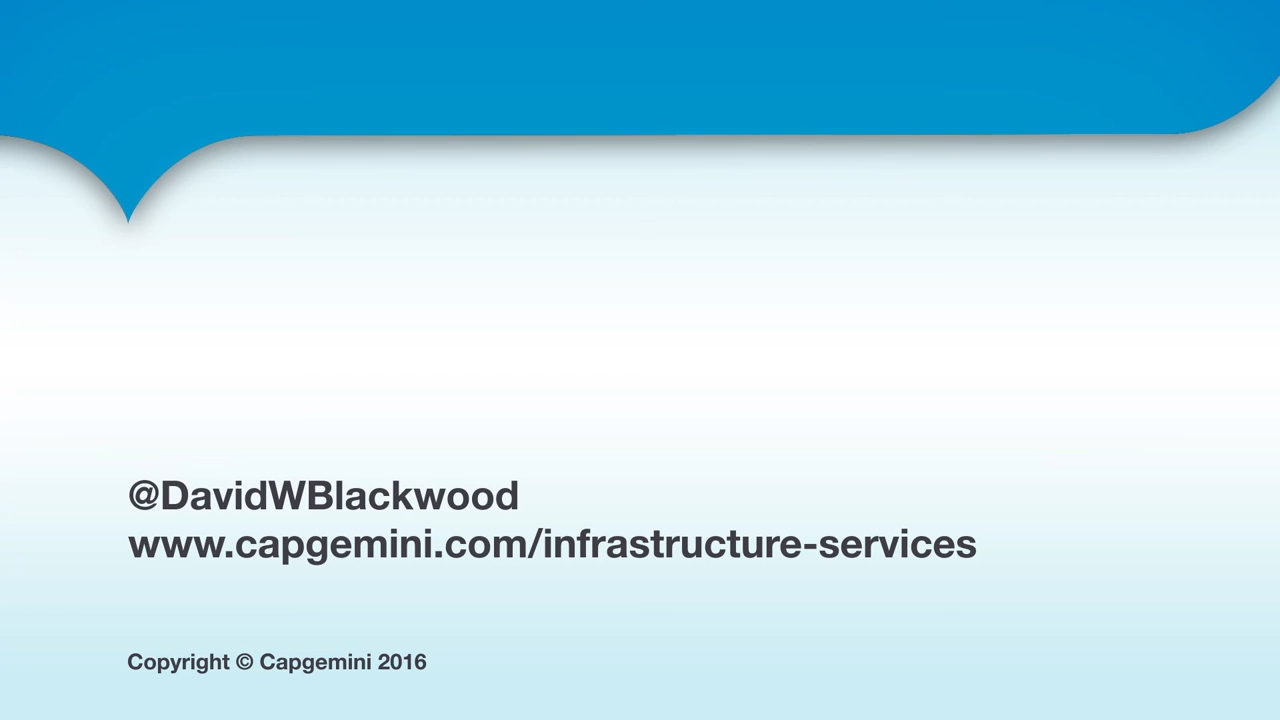 @DavidWBlackwood
www.capgemini.com/infrastructure-services
Copyright © Capgemini 2016